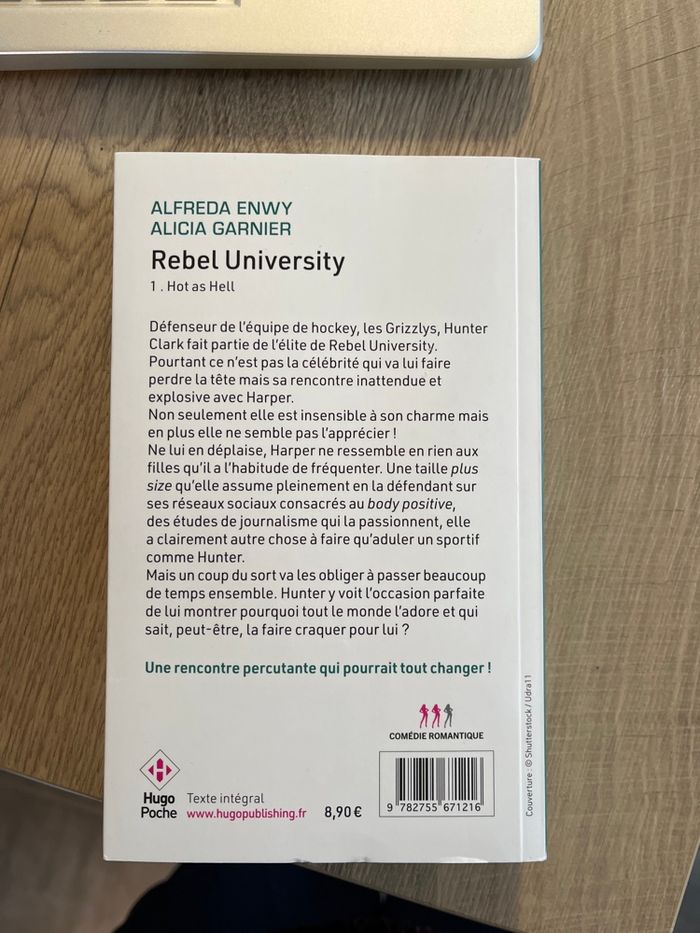 ALFREDA ENWY
ALICIA GARNIER
Rebel University
1 . Hot as Hell
Défenseur de l'équipe de hockey, les Grizzlys, Hunter
Clark fait partie de l'élite de Rebel University.
Pourtant ce n'est pas la célébrité qui va lui faire
perdre la tête mais sa rencontre inattendue et
explosive avec Harper.
Non seulement elle est insensible à son charme mais
en plus elle ne semble pas l'apprécier !
Ne lui en déplaise, Harper ne ressemble en rien aux
filles qu'il a l'habitude de fréquenter. Une taille plus
size qu'elle assume pleinement en la défendant sur
ses réseaux sociaux consacrés au body positive,
des études de journalisme qui la passionnent, elle
a clairement autre chose à faire qu'aduler un sportif
comme Hunter.
Mais un coup du sort va les obliger à passer beaucoup
de temps ensemble. Hunter y voit l'occasion parfaite
de lui montrer pourquoi tout le monde l'adore et qui
sait, peut-être, la faire craquer pour lui ?
Une rencontre percutante qui pourrait tout changer !
COMÉDIE ROMANTIQUE
H
Hugo
Poche
Texte intégral
www.hugopublishing.fr
8,90 €
9 782755 671216
Couverture : © Shutterstock / Udra11